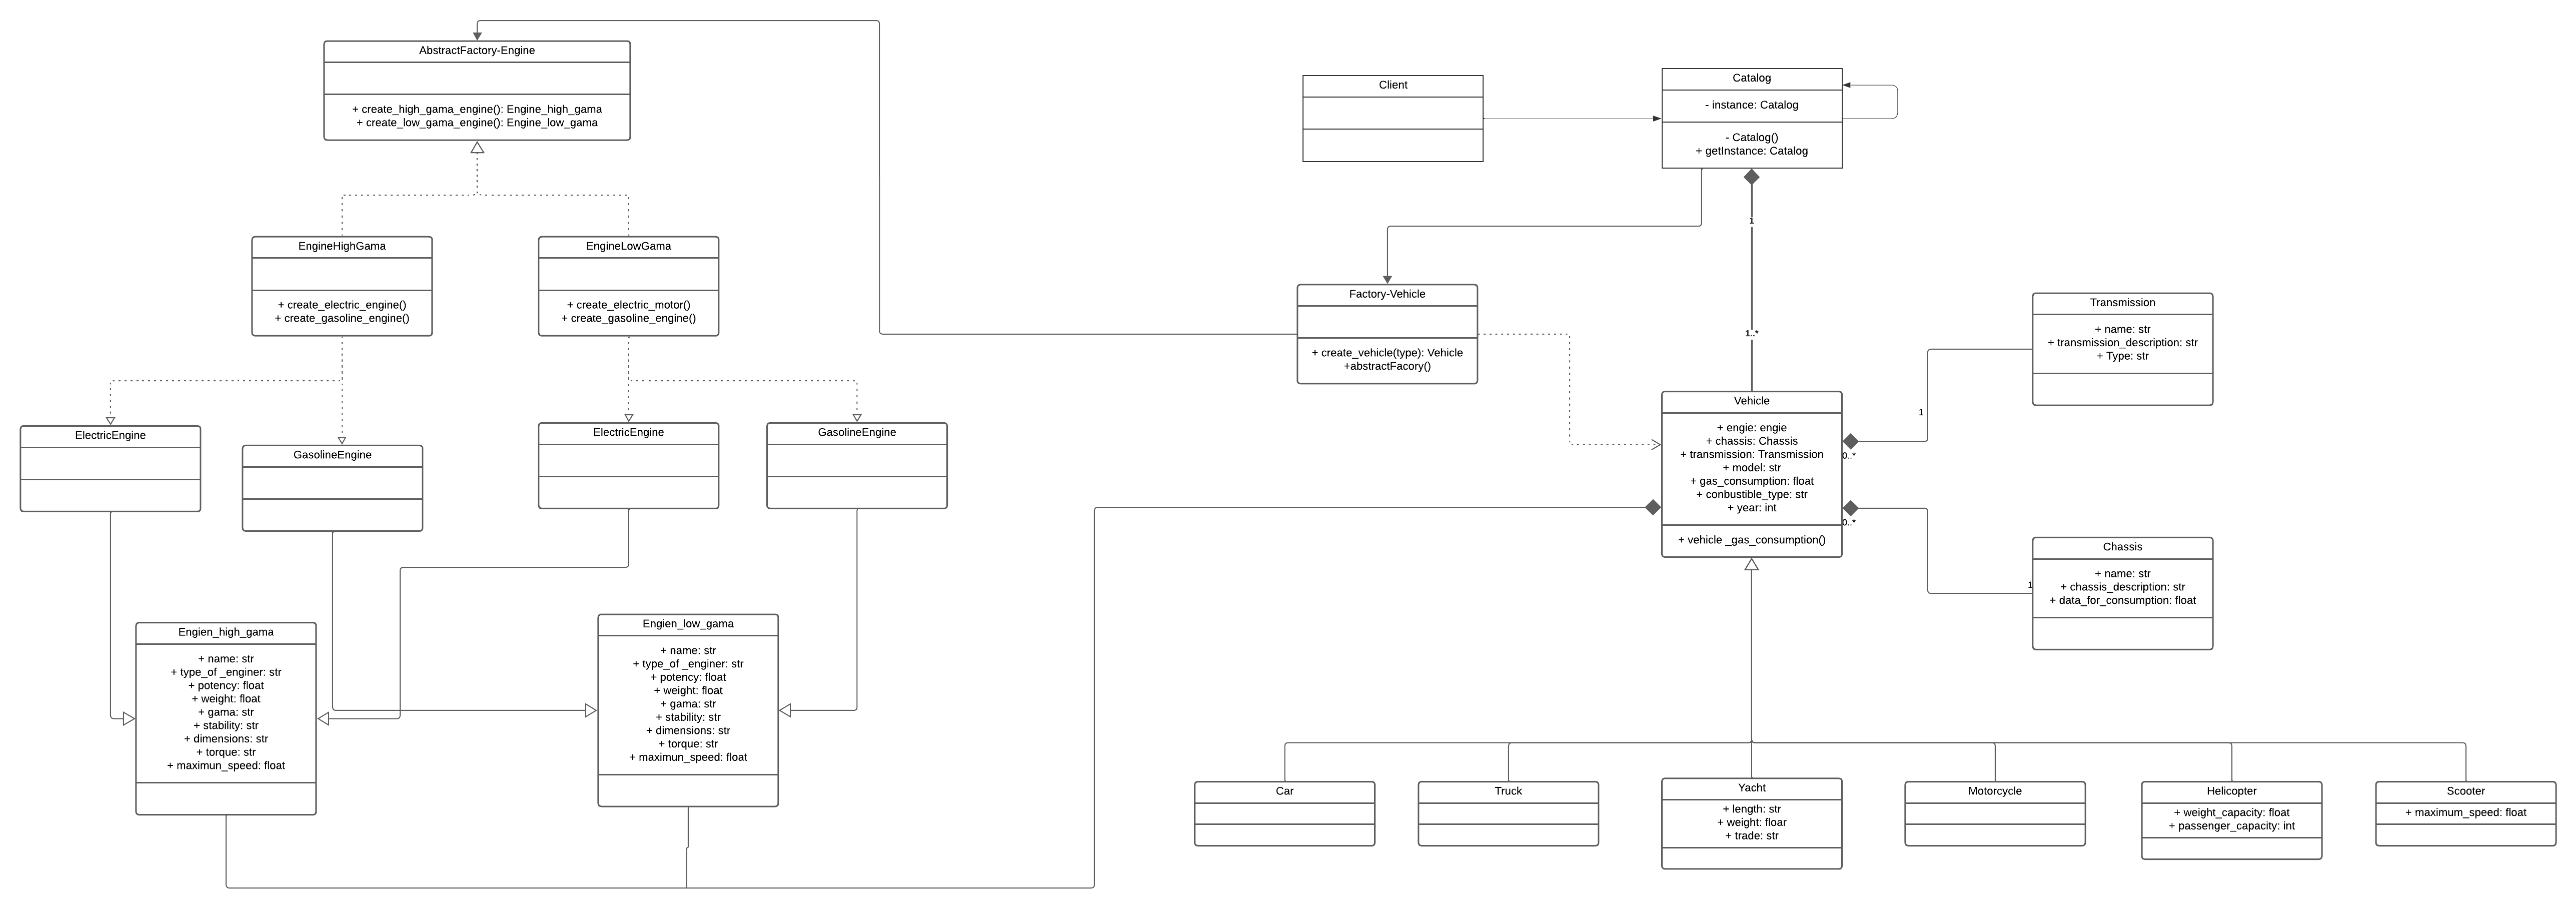 AbstractFactory-Engine
+ create_high_gama_engine(): Engine_high_gama
+ create_low_gama_engine(): Engine_low_gama
Client
Catalog
- instance: Catalog
- Catalog()
+ getInstance: Catalog
1
1..*
EngineHighGama
+ create_electric_engine()
+ create_gasoline_engine()
EngineLowGama
+ create_electric_motor()
+ create_gasoline_engine()
Factory-Vehicle
+ create_vehicle(type): Vehicle
+abstractFacory()
Transmission
+ name: str
+ transmission_description: str
+ Type: str
1
0..*
Vehicle
+ engie: engie
+ chassis: Chassis
+ transmission: Transmission
+ model: str
+ gas_consumption: float
+ conbustible_type: str
+ year: int
+ vehicle _gas_consumption()
0..*
1
Chassis
+ name: str
+ chassis_description: str
+ data_for_consumption: float
ElectricEngine
GasolineEngine
ElectricEngine
GasolineEngine
Engien_high_gama
+ name: str
+ type_of _enginer: str
+ potency: float
+ weight: float
+ gama: str
+ stability: str
+ dimensions: str
+ torque: str
+ maximun_speed: float
Engien_low_gama
+ name: str
+ type_of _enginer: str
+ potency: float
+ weight: float
+ gama: str
+ stability: str
+ dimensions: str
+ torque: str
+ maximun_speed: float
Car
Truck
Yacht
+ length: str
+ weight: floar
+ trade: str
Motorcycle
Helicopter
+ weight_capacity: float
+ passenger_capacity: int
Scooter
+ maximum_speed: float